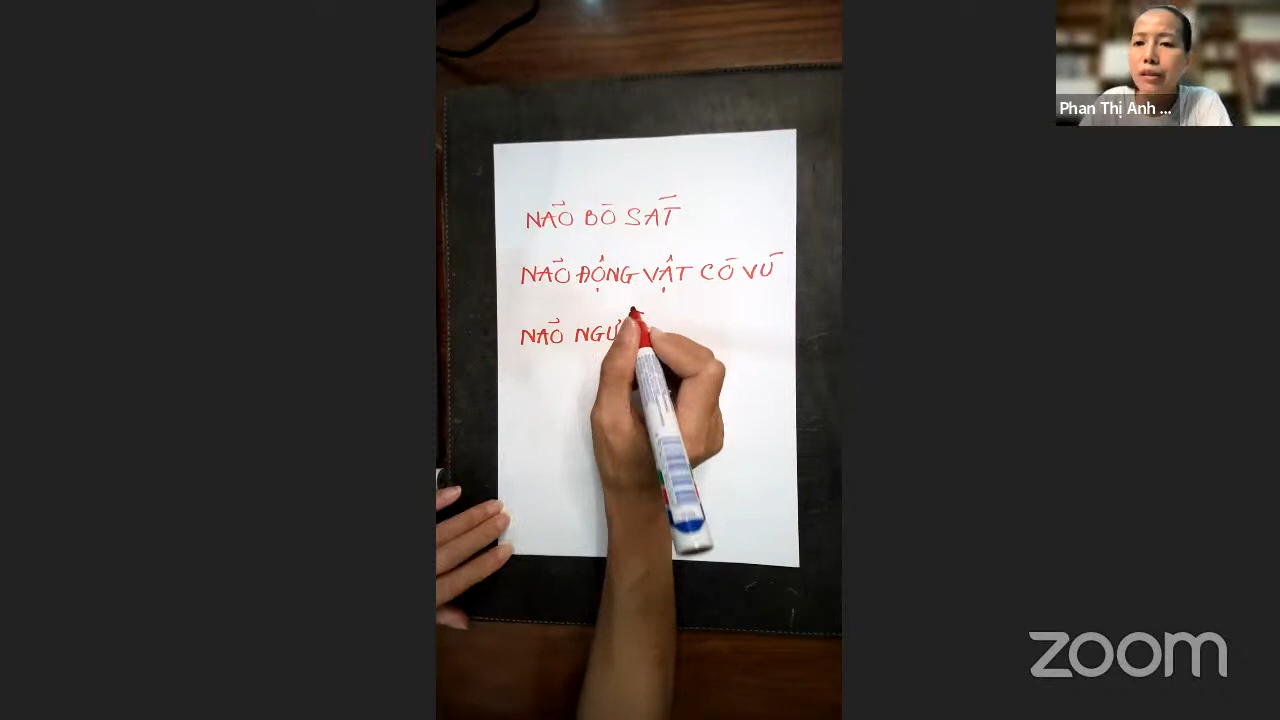 Phan Thị Anh ...
NÃO BÒ SÁT
NÃO ĐỘNG VẬT CÓ VÚ
NÃO
zoom